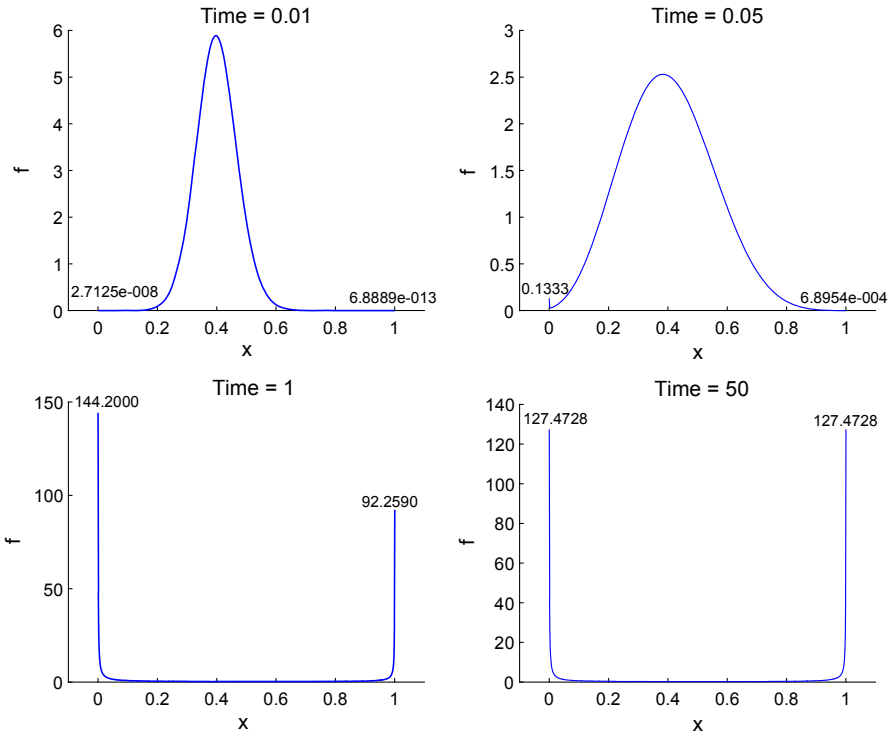 Time = 0.01
6
5
4
3
2
1
0
f
2.7125e-008
6.8889e-013
0 0.2 0.4 0.6 0.8 1
x
Time = 0.05
3
2.5
2
1.5
1
0.5
0
f
0.1333
6.8954e-004
0 0.2 0.4 0.6 0.8 1
x
Time = 1
150
100
50
0
f
144.2000
92.2590
0 0.2 0.4 0.6 0.8 1
x
Time = 50
140
120
100
80
60
40
20
0
f
127.4728
127.4728
0 0.2 0.4 0.6 0.8 1
x